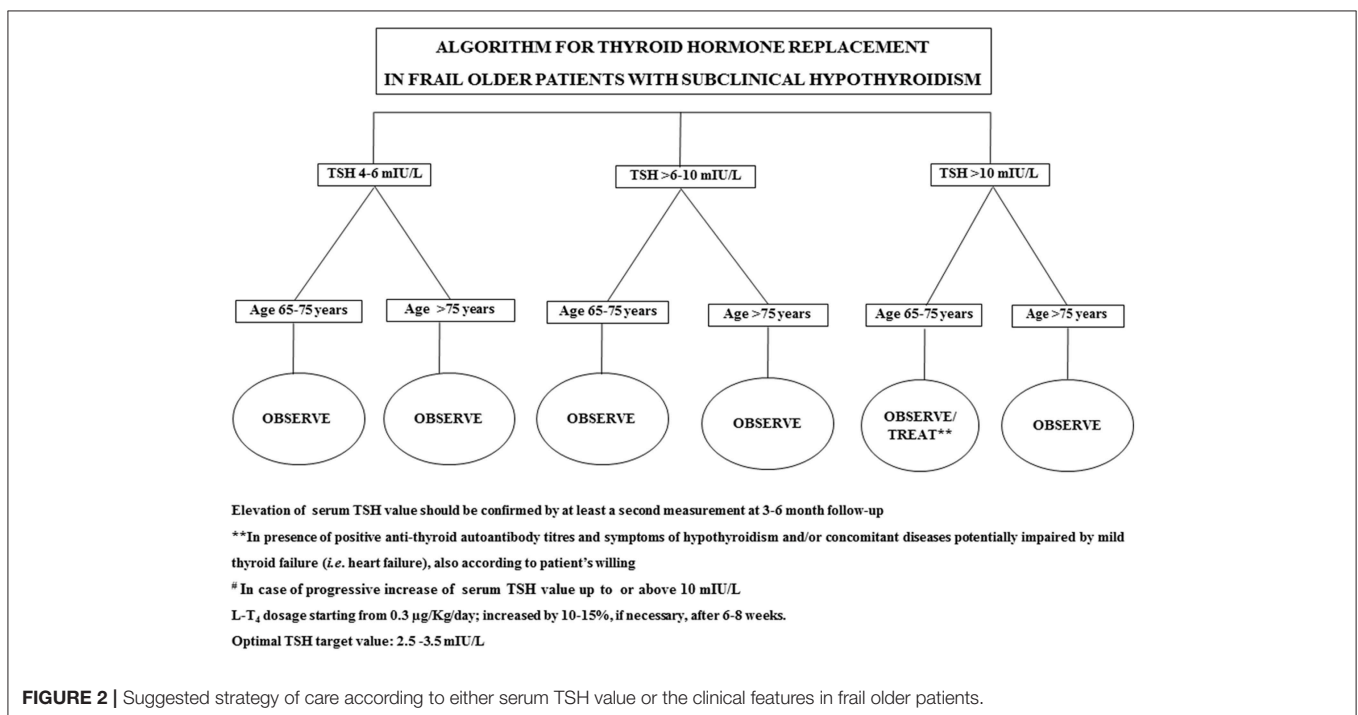 ALGORITHM FOR THYROID HORMONE REPLACEMENT
IN FRAIL OLDER PATIENTS WITH SUBCLINICAL HYPOTHYROIDISM
TSH 4-6 mIU/L
TSH >6-10 mIU/L
TSH >10 mIU/L
Age 65-75 years
Age >75 years
Age 65-75 years
Age >75 years
Age 65-75 years
Age >75 years
OBSERVE
OBSERVE
OBSERVE
OBSERVE
OBSERVE/
TREAT**
OBSERVE
Elevation of serum TSH value should be confirmed by at least a second measurement at 3-6 month follow-up
**In presence of positive anti-thyroid autoantibody titres and symptoms of hypothyroidism and/or concomitant diseases potentially impaired by mild
thyroid failure (i.e. heart failure), also according to patient's willing
# In case of progressive increase of serum TSH value up to or above 10 mIU/L
L-T4 dosage starting from 0.3 µg/Kg/day; increased by 10-15%, if necessary, after 6-8 weeks.
Optimal TSH target value: 2.5 -3.5 mIU/L
FIGURE 2 | Suggested strategy of care according to either serum TSH value or the clinical features in frail older patients.